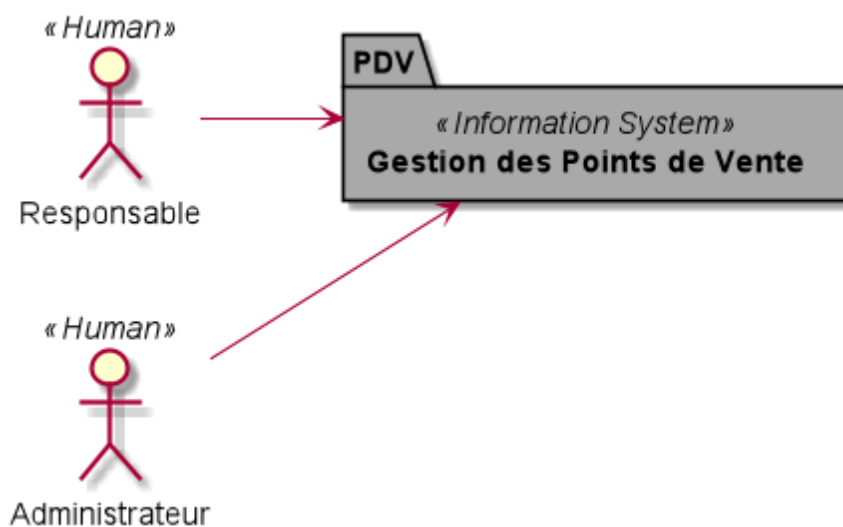 «Human»
Responsable
PDV
«Information System»
Gestion des Points de Vente
«Human»
Administrateur